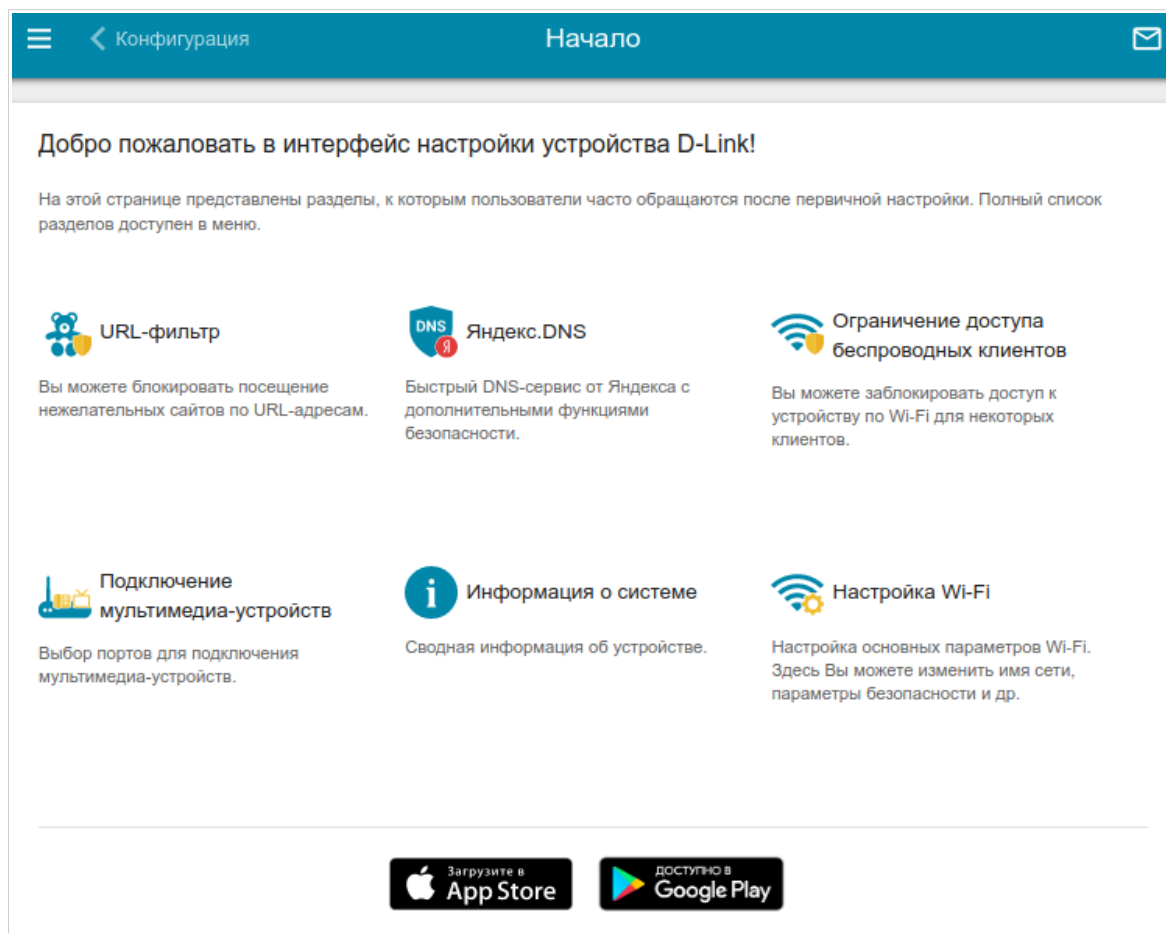 Конфигурация
Начало
Добро пожаловать в интерфейс настройки устройства D-Link!
На этой странице представлены разделы, к которым пользователи часто обращаются после первичной настройки. Полный список
разделов доступен в меню.
URL-фильтр
Вы можете блокировать посещение
нежелательных сайтов по URL-адресам.
DNS
Я
Яндекс.DNS
Быстрый DNS-сервис от Яндекса с
дополнительными функциями
безопасности.
Ограничение доступа
беспроводных клиентов
Вы можете заблокировать доступ к
устройству по Wi-Fi для некоторых
клиентов.
Подключение
мультимедиа-устройств
Выбор портов для подключения
мультимедиа-устройств.
i
Информация о системе
Сводная информация об устройстве.
Настройка Wi-Fi
Настройка основных параметров Wi-Fi.
Здесь Вы можете изменить имя сети,
параметры безопасности и др.
Загрузите в
App Store
ДОСТУПНО В
Google Play